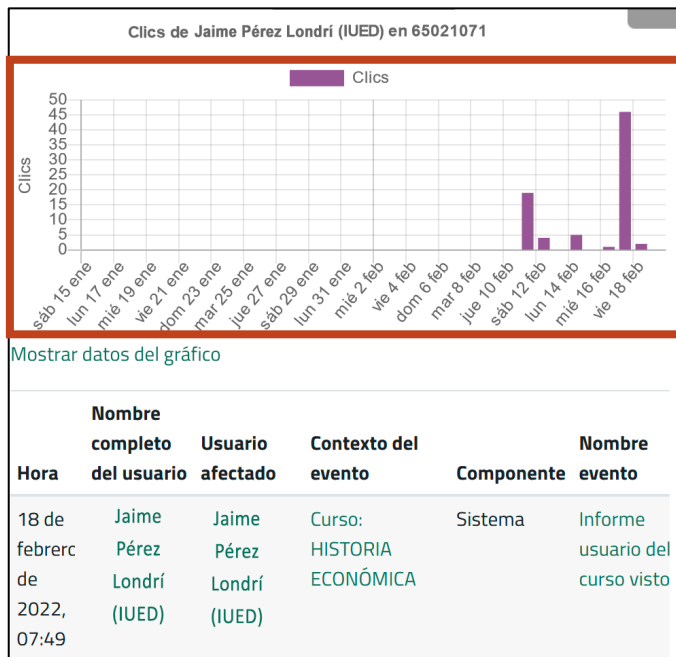 Clics de Jaime Pérez Londrí (IUED) en 65021071
Clics
50
45
40
35
30
25
20
15
10
5
0
Clics
sáb 15 ene
lun 17 ene
mié 19 ene
vie 21 ene
dom 23 ene
mar 25 ene
jue 27 ene
sáb 29 ene
lun 31 ene
mié 2 feb
vie 4 feb
dom 6 feb
mar 8 feb
jue 10 feb
sáb 12 feb
lun 14 feb
mié 16 feb
vie 18 feb
Mostrar datos del gráfico
Hora
Nombre
completo
del usuario
Usuario
afectado
Contexto del
evento
Componente
Nombre
evento
18 de
febrerc
de
2022,
07:49
Jaime
Pérez
Londrí
(IUED)
Jaime
Pérez
Londrí
(IUED)
Curso:
HISTORIA
ECONÓMICA
Sistema
Informe
usuario del
curso visto